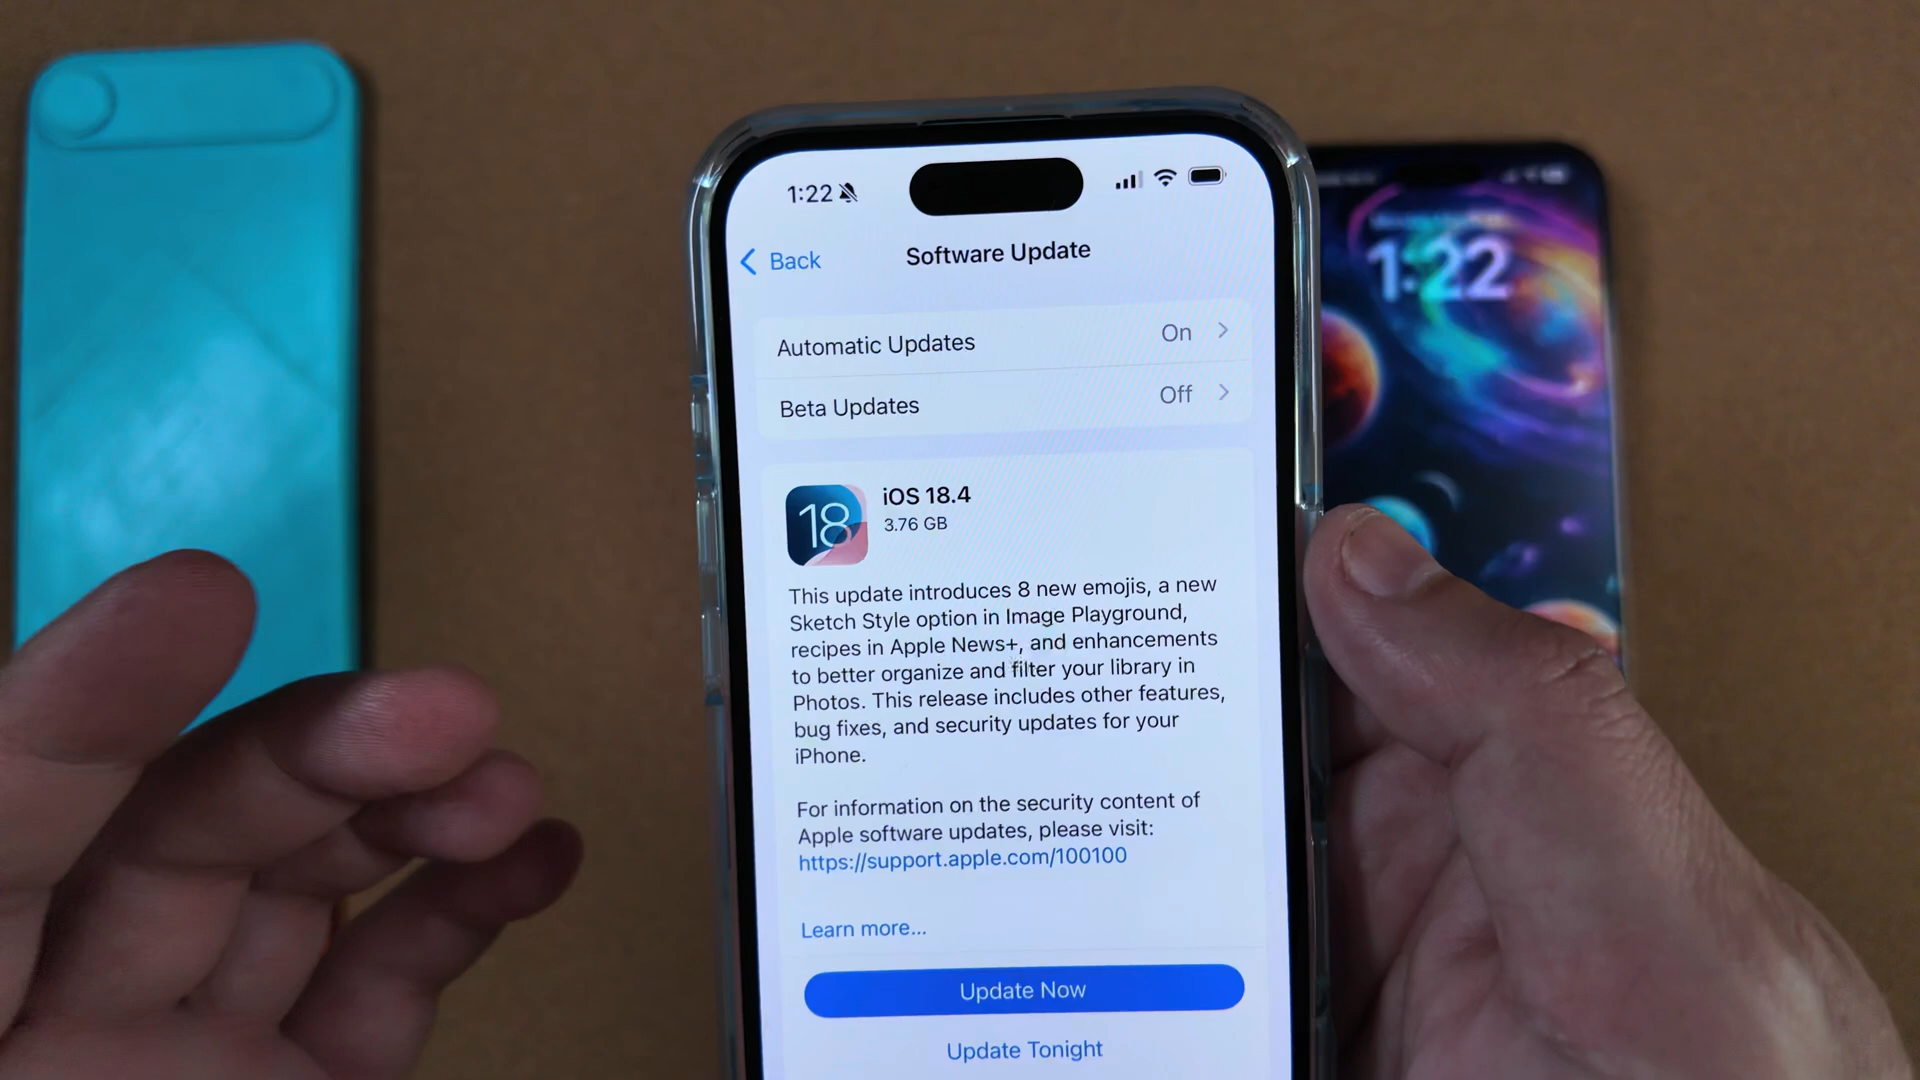 1:22
Back
Software Update
Automatic Updates On
Beta Updates Off
18
iOS 18.4
3.76 GB
This update introduces 8 new emojis, a new
Sketch Style option in Image Playground,
recipes in Apple News+, and enhancements
to better organize and filter your library in
Photos. This release includes other features,
bug fixes, and security updates for your
iPhone.
For information on the security content of
Apple software updates, please visit:
https://support.apple.com/100100
Learn more...
Update Now
Update Tonight
1:22